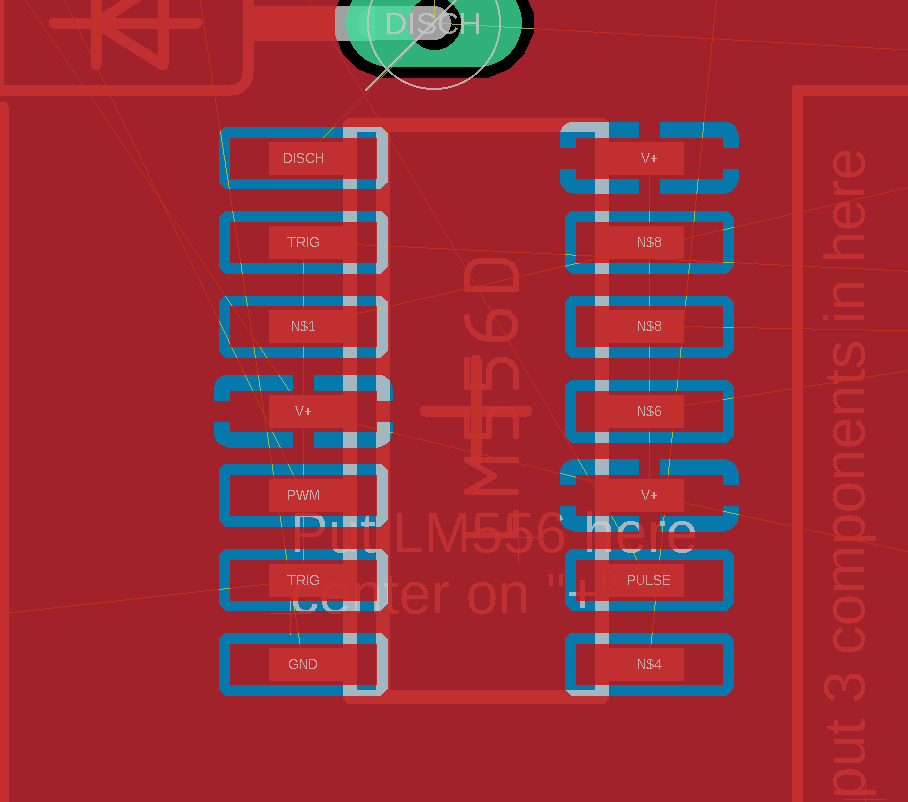 DISCH
DISCH
V+
TRIG
N$8
N$1
N$8
V+
N$6
PWM
V+
TRIG
PULSE
GND
N$4
LM556D
Put LM556 here
center on "+"
put 3 components in here